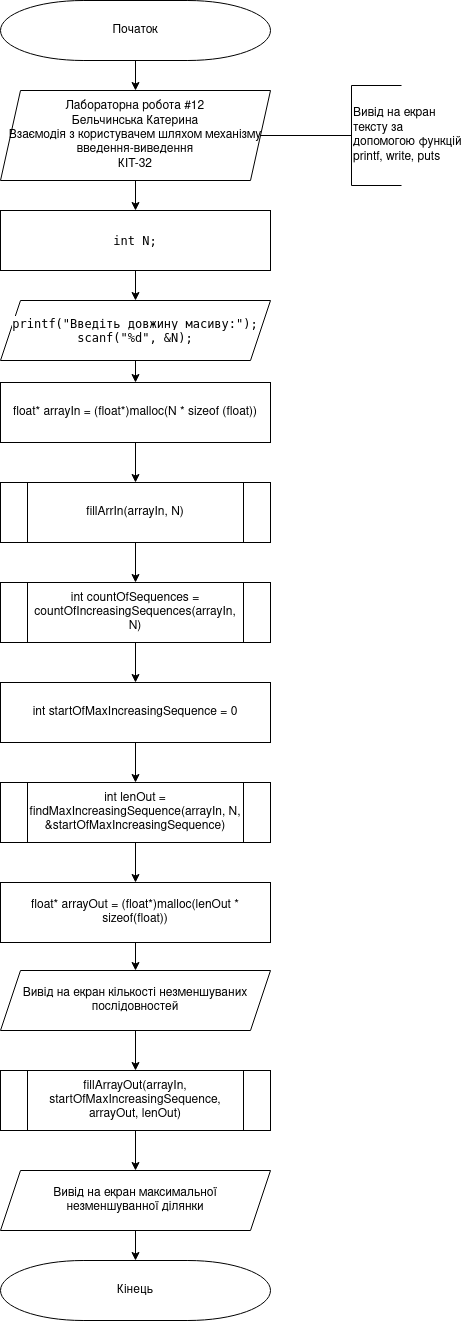 Початок
Лабораторна робота #12
Бельчинська Катерина
Взаємодія з користувачем шляхом механізму
введення-виведення
КІТ-32
Вивід на екран
тексту за
допомогою функцій
printf, write, puts
int N;
printf("Введіть довжину масиву:");
scanf("%d", &N);
float* arrayIn = (float*)malloc(N * sizeof (float))
fillArrIn(arrayIn, N)
int countOfSequences =
countOfIncreasingSequences(arrayIn,
N)
int startOfMaxIncreasingSequence = 0
int lenOut =
findMaxIncreasingSequence(arrayIn, N,
&startOfMaxIncreasingSequence)
float* arrayOut = (float*)malloc(lenOut *
sizeof(float))
Вивід на екран кількості незменшуваних
послідовностей
fillArrayOut(arrayIn,
startOfMaxIncreasingSequence,
arrayOut, lenOut)
Вивід на екран максимальної
незменшуванної ділянки
Кінець